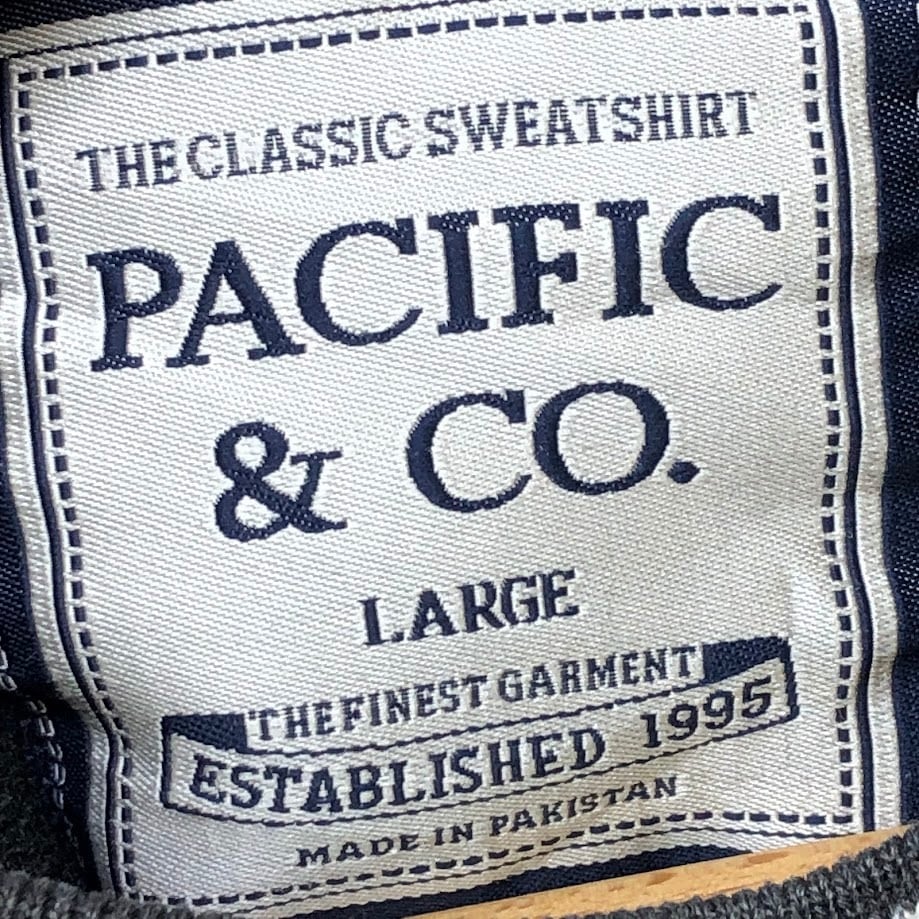 THE CLASSIC SWEATSHIRT
PACIFIC
& CO.
LARGE
THE FINEST GARMENT
ESTABLISHED 1995
MADE IN PAKISTAN